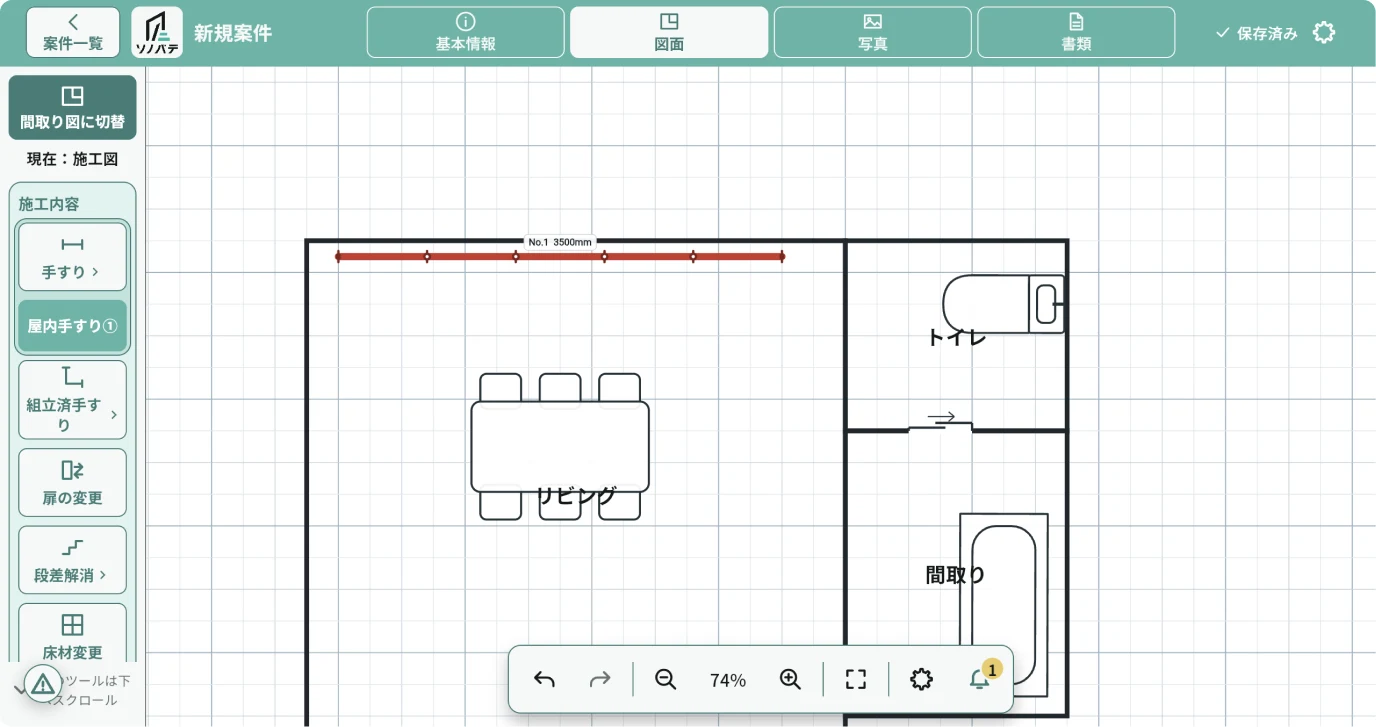 案件一覧
ソノバデ
新規案件
基本情報
図面
写真
書類
保存済み
間取り図に切替
現在：施工図
施工内容
手すり
屋内手すり①
組立済手す
り
扉の変更
段差解消
床材変更
ツールは下
スクロール
No.1 3500mm
トイレ
リビング
間取り
74%
1